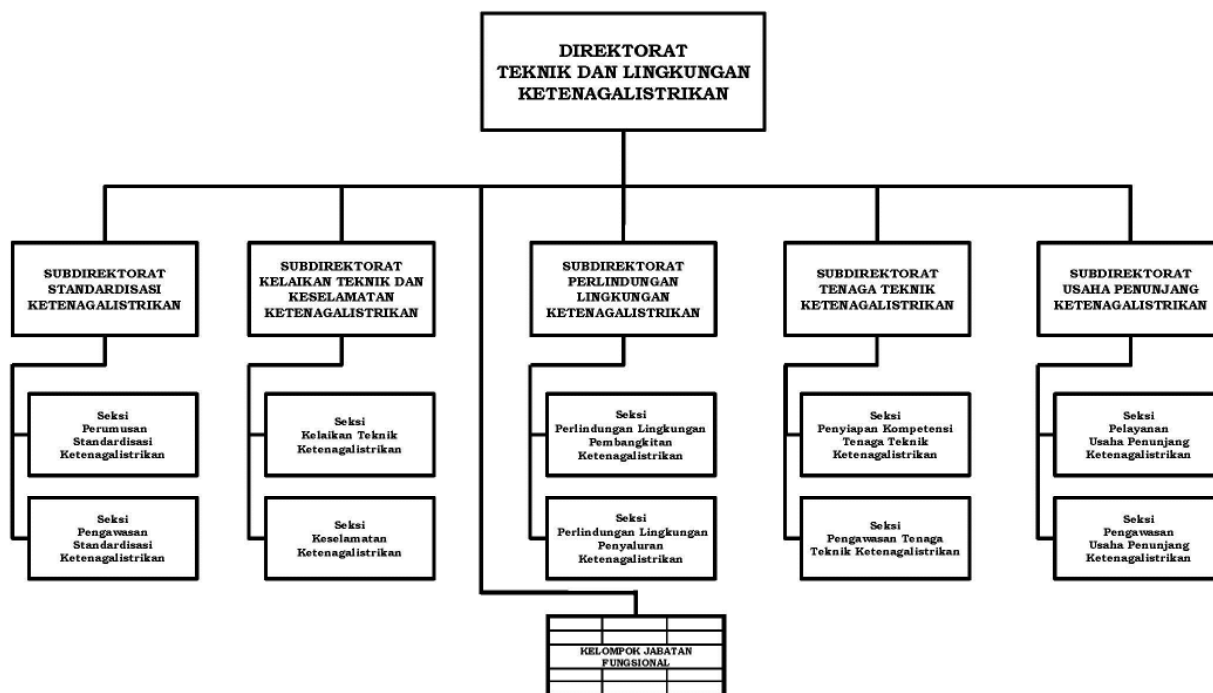 DIREKTORAT
TEKNIK DAN LINGKUNGAN
KETENAGALISTRIKAN
SUBDIREKTORAT
STANDARDISASI
KETENAGALISTRIKAN
SUBDIREKTORAT
KELAIKAN TEKNIK DAN
KESELAMATAN
KETENAGALISTRIKAN
SUBDIREKTORAT
PERLINDUNGAN
LINGKUNGAN
KETENAGALISTRIKAN
SUBDIREKTORAT
TENAGA TEKNIK
KETENAGALISTRIKAN
SUBDIREKTORAT
USAHA PENUNJANG
KETENAGALISTRIKAN
Seksi
Perumusan
Standardisasi
Ketenagalistrikan
Seksi
Kelaikan Teknik
Ketenagalistrikan
Seksi
Perlindungan Lingkungan
Pembangkitan
Ketenagalistrikan
Seksi
Penyiapan Kompetensi
Tenaga Teknik
Ketenagalistrikan
Seksi
Pelayanan
Usaha Penunjang
Ketenagalistrikan
Seksi
Pengawasan
Standardisasi
Ketenagalistrikan
Seksi
Keselamatan
Ketenagalistrikan
Seksi
Perlindungan Lingkungan
Penyaluran
Ketenagalistrikan
Seksi
Pengawasan Tenaga
Teknik Ketenagalistrikan
Seksi
Pengawasan
Usaha Penunjang
Ketenagalistrikan
KELOMPOK JABATAN
FUNGSIONAL